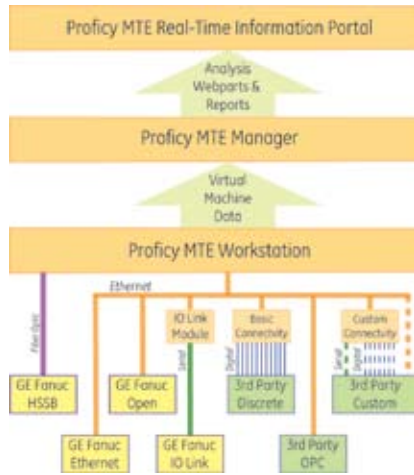 Proficy MTE Real-Time Information Portal
Analysis
Webparts &
Reports
Proficy MTE Manager
Virtual
Machine
Data
Proficy MTE Workstation
Ethernet
Fiber Optic
IO Link
Module
Basic
Connectivity
Custom
Connectivity
Serial
Digital
Serial
Digital
GE Fanuc
HSSB
GE Fanuc
Open
3rd Party
Discrete
3rd Party
Custom
GE Fanuc
Ethernet
GE Fanuc
IO Link
3rd Party
OPC